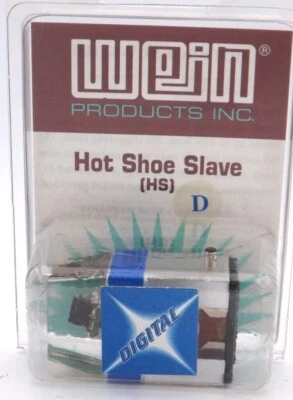 Wein®
PRODUCTS INC.
Hot Shoe Slave
(HS)
D
DIGITAL